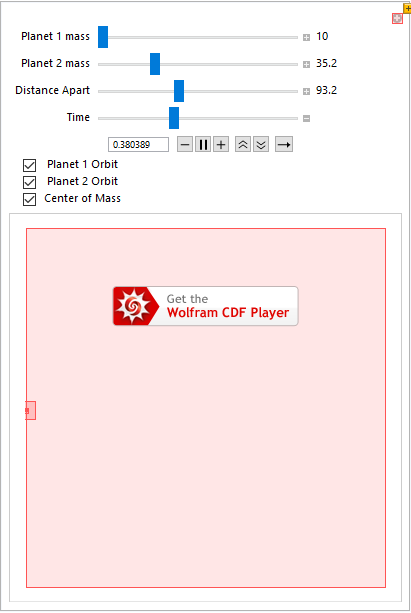 Planet 1 mass 10
Planet 2 mass 35.2
Distance Apart 93.2
Time
0.380389
Planet 1 Orbit
Planet 2 Orbit
Center of Mass
Get the
Wolfram CDF Player